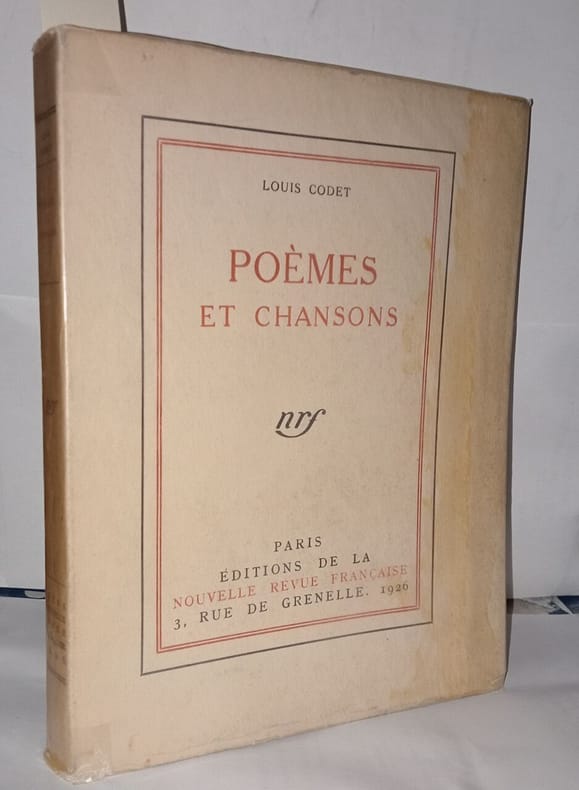 LOUIS CODET
POÈMES
ET CHANSONS
nrf
PARIS
ÉDITIONS DE LA
NOUVELLE REVUE FRANÇAISE
3, RUE DE GRENELLE. 1926